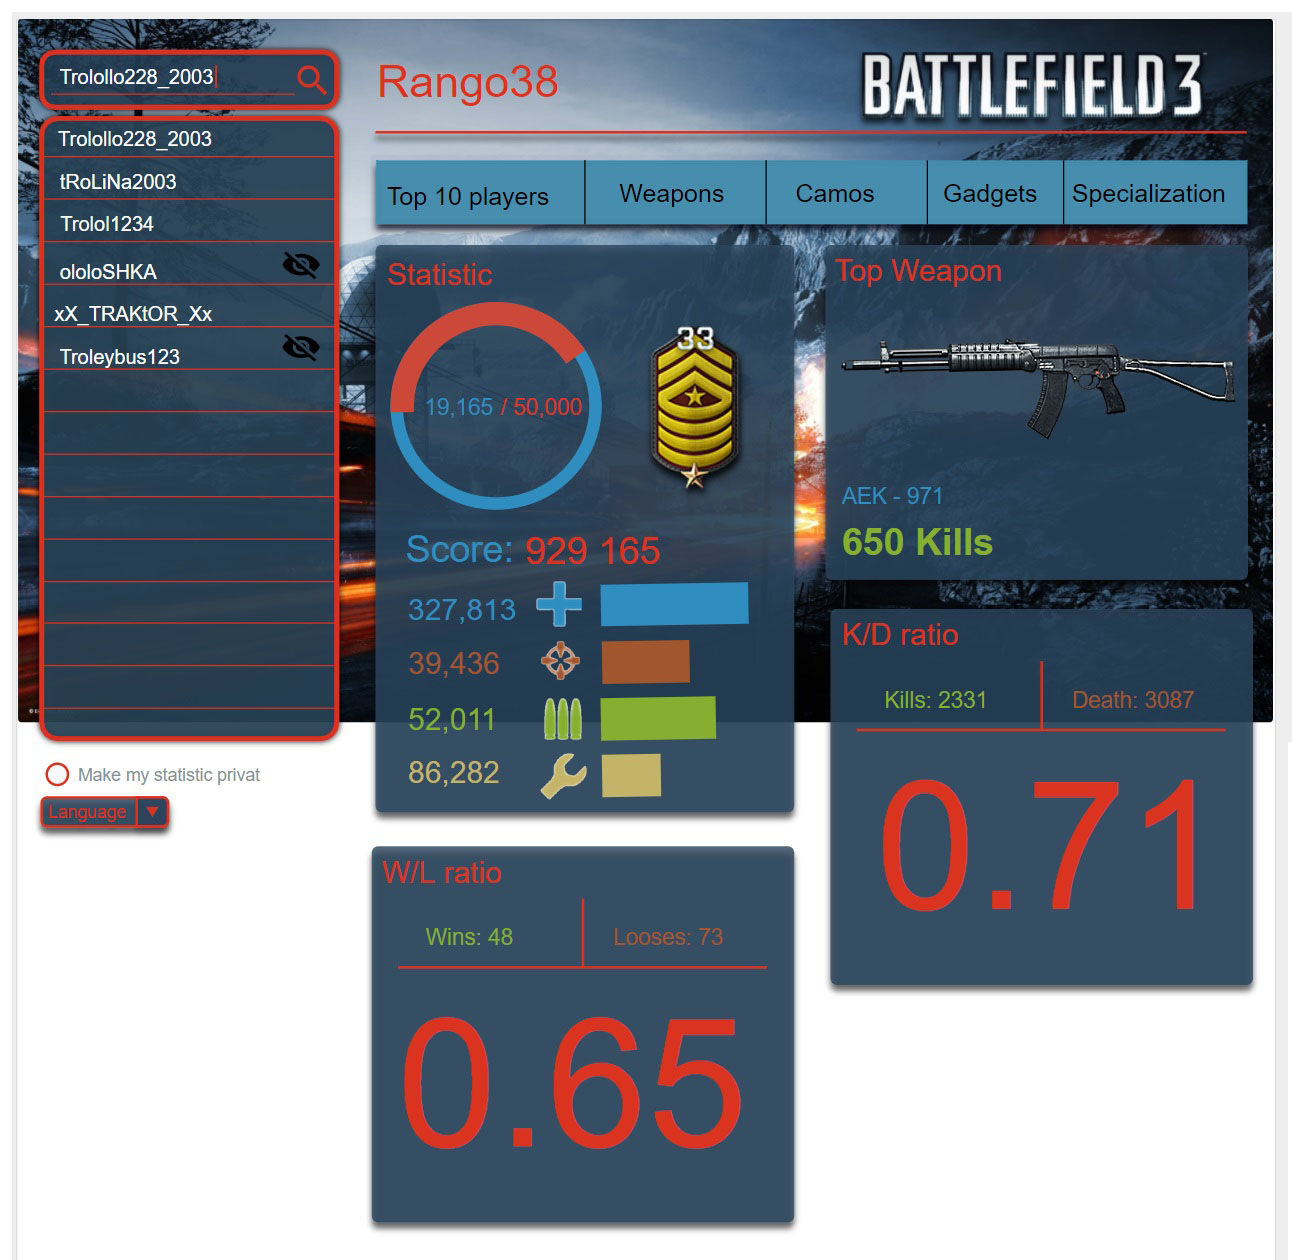 Trolollo228_2003
Trolollo228_2003
tRoLiNa2003
Trolol1234
ololoSHKA
xX_TRAKtOR_Xx
Troleybus123
Make my statistic privat
Language
Rango38
BATTLEFIELD 3
Top 10 players
Weapons
Camos
Gadgets
Specialization
Statistic
33
19,165 / 50,000
Score: 929 165
327,813
39,436
52,011
86,282
Top Weapon
AEK - 971
650 Kills
K/D ratio
Kills: 2331
Death: 3087
0.71
W/L ratio
Wins: 48
Looses: 73
0.65